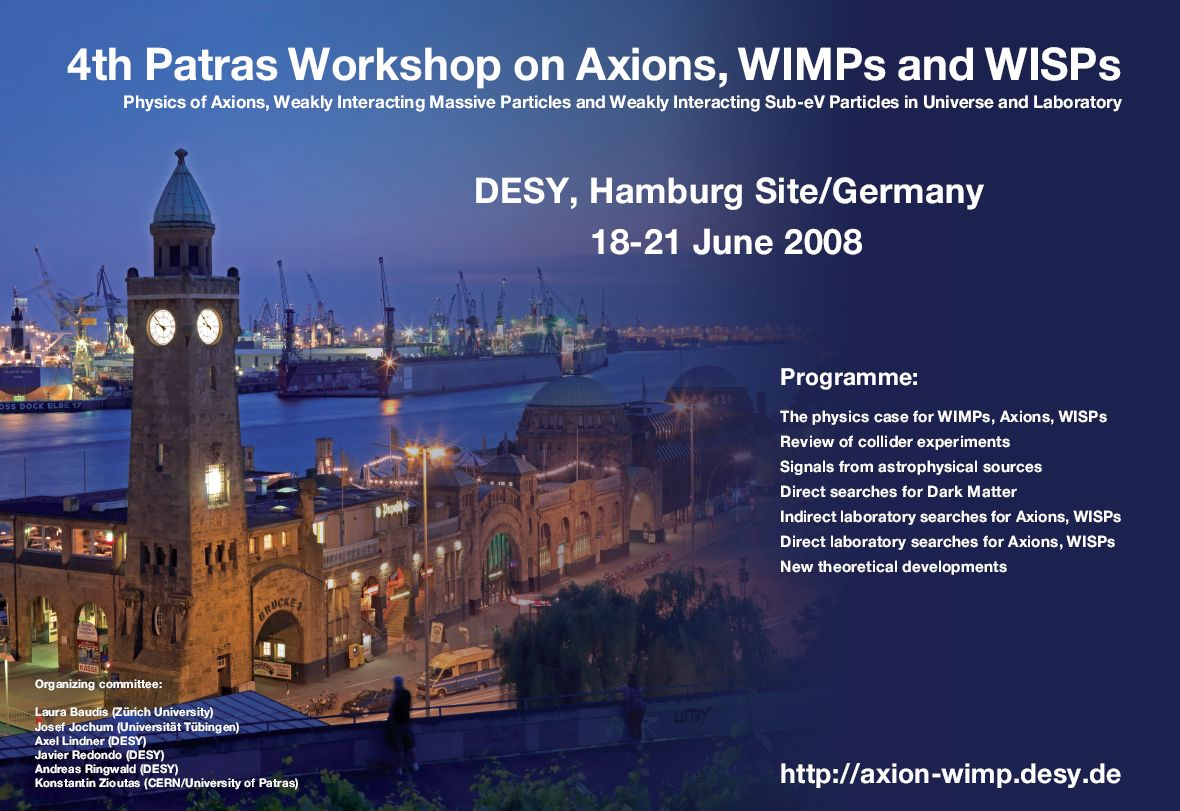 4th Patras Workshop on Axions, WIMPs and WISPs
Physics of Axions, Weakly Interacting Massive Particles and Weakly Interacting Sub-eV Particles in Universe and Laboratory
DESY, Hamburg Site/Germany
18-21 June 2008
OSS DOCK ELBE 17
Programme:
The physics case for WIMPs, Axions, WISPs
Review of collider experiments
Signals from astrophysical sources
Direct searches for Dark Matter
Indirect laboratory searches for Axions, WISPs
Direct laboratory searches for Axions, WISPs
New theoretical developments
BRÜCKE 3
KASSE
Organizing committee:
Laura Baudis (Zürich University)
Josef Jochum (Universität Tübingen)
Axel Lindner (DESY)
Javier Redondo (DESY)
Andreas Ringwald (DESY)
Konstantin Zioutas (CERN/University of Patras)
http://axion-wimp.desy.de